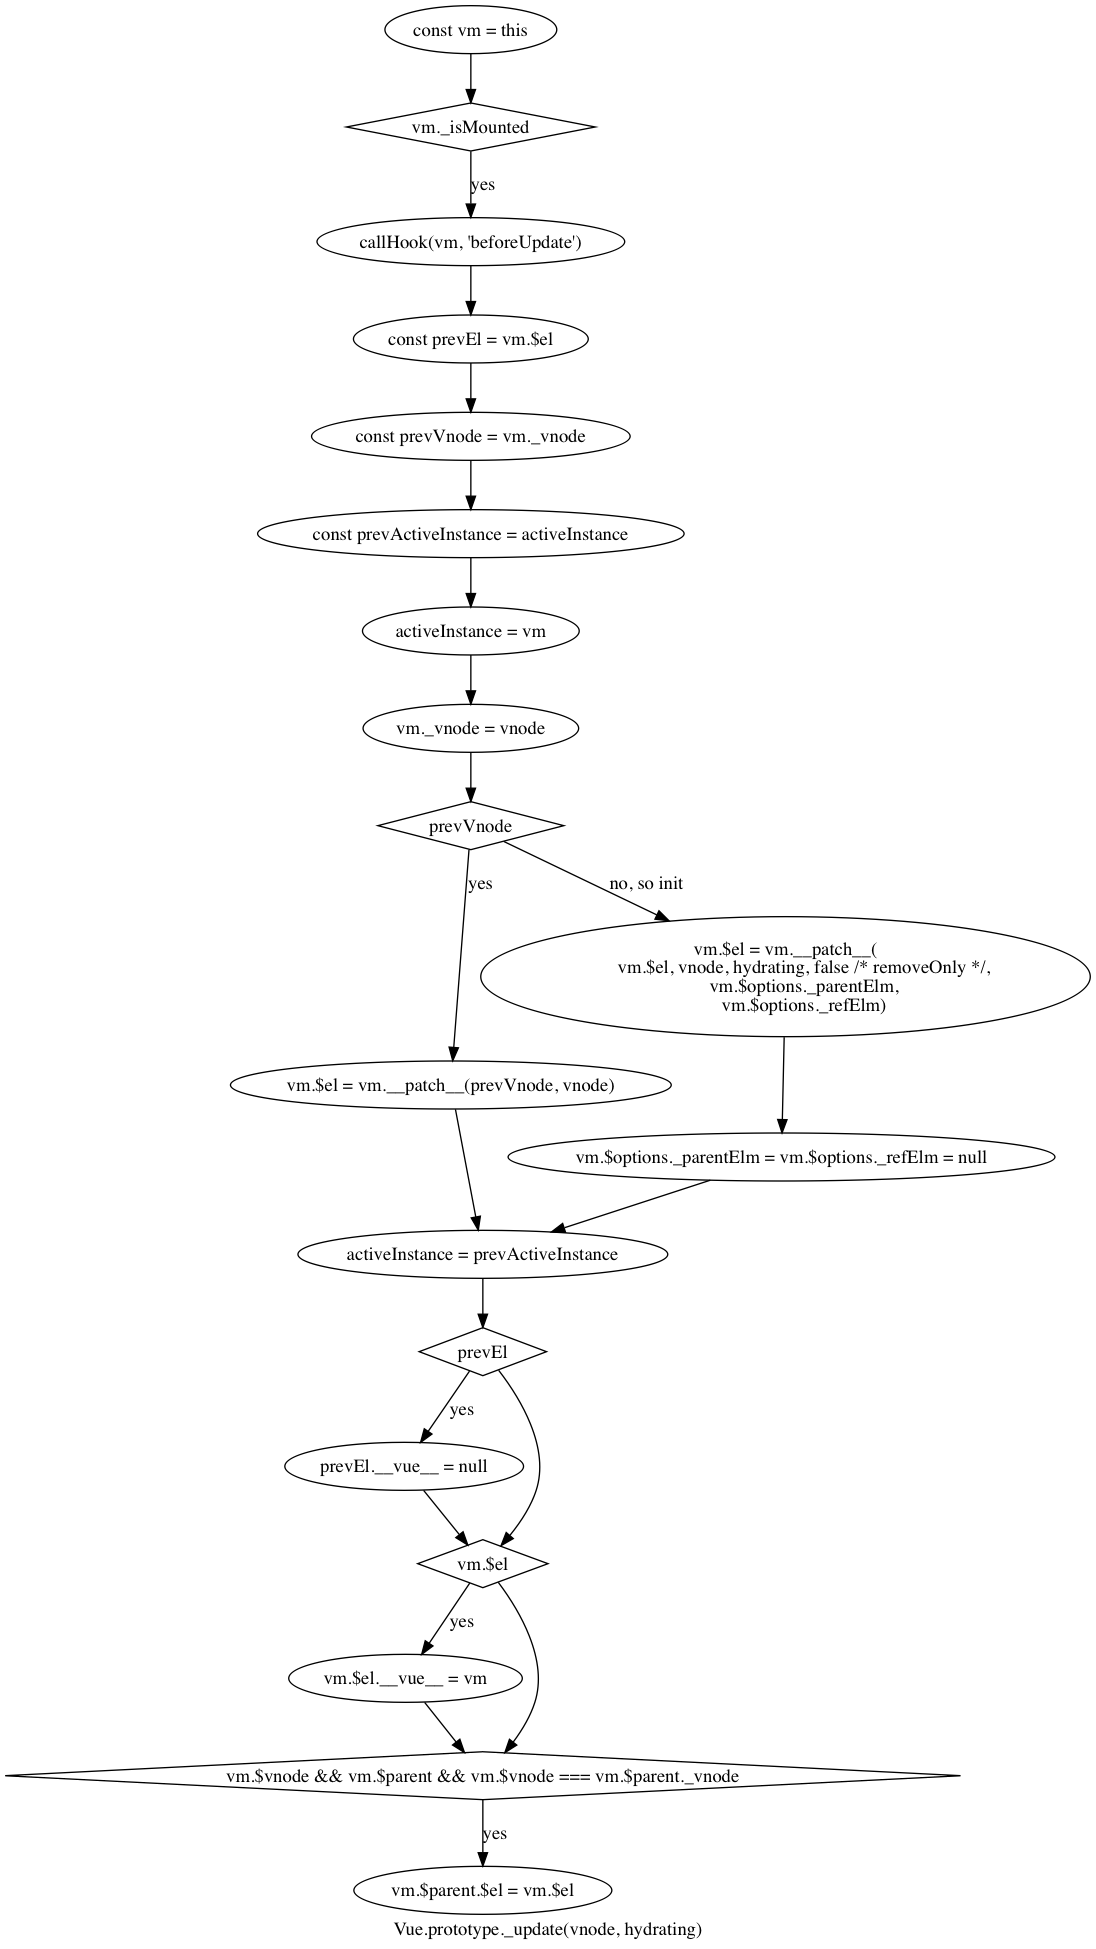 const vm = this
vm._isMounted
yes
callHook(vm, 'beforeUpdate')
const prevEl = vm.$el
const prevVnode = vm._vnode
const prevActiveInstance = activeInstance
activeInstance = vm
vm._vnode = vnode
prevVnode
yes
no, so init
vm.$el = vm.__patch__(
vm.$el, vnode, hydrating, false /* removeOnly */,
vm.$options._parentElm,
vm.$options._refElm)
vm.$el = vm.__patch__(prevVnode, vnode)
vm.$options._parentElm = vm.$options._refElm = null
activeInstance = prevActiveInstance
prevEl
yes
prevEl.__vue__ = null
vm.$el
yes
vm.$el.__vue__ = vm
vm.$vnode && vm.$parent && vm.$vnode === vm.$parent._vnode
yes
vm.$parent.$el = vm.$el
Vue.prototype._update(vnode, hydrating)